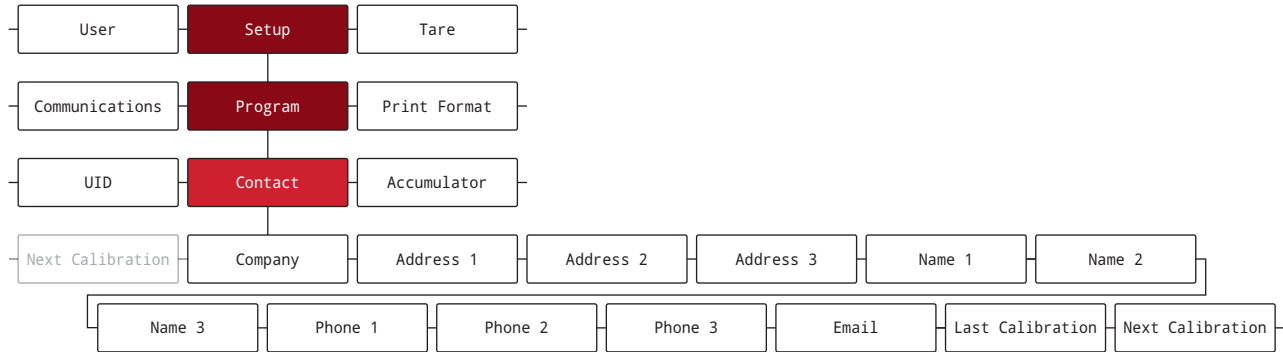 User Setup Tare
Communications Program Print Format
UID Contact Accumulator
Next Calibration Company Address 1 Address 2 Address 3 Name 1 Name 2
Name 3 Phone 1 Phone 2 Phone 3 Email Last Calibration Next Calibration